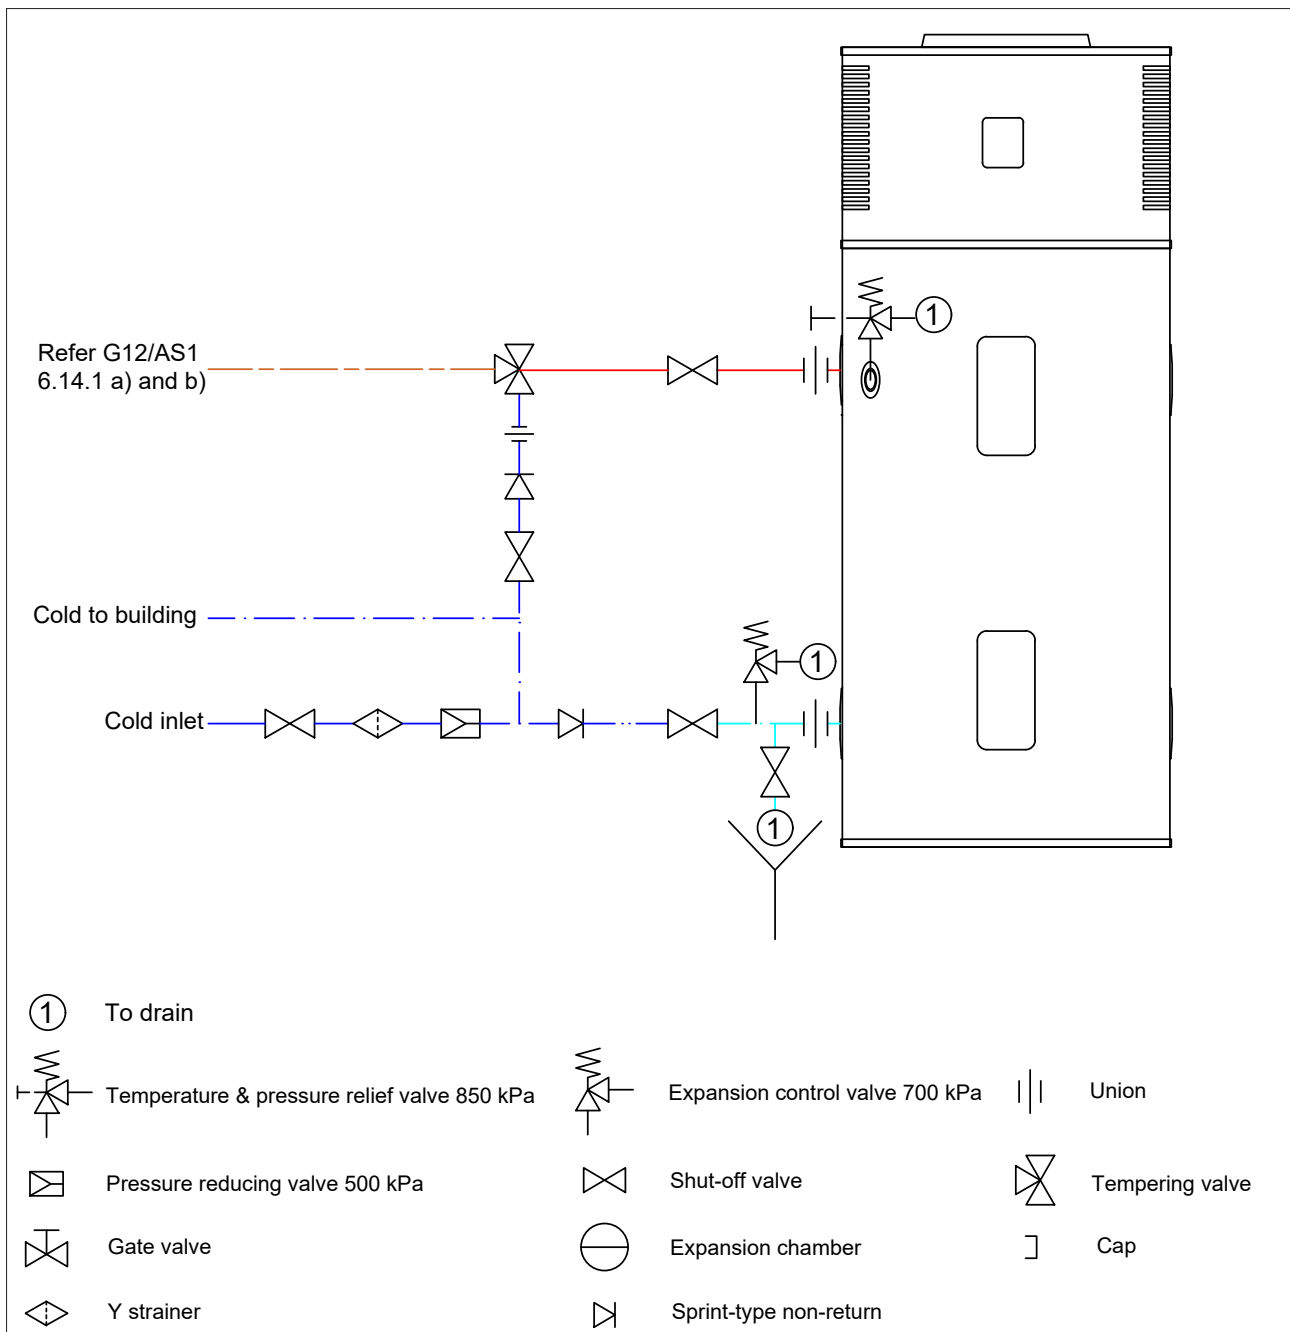 1
Refer G12/AS1
6.14.1 a) and b)
Cold to building
1
Cold inlet
1
1 To drain
Temperature & pressure relief valve 850 kPa
Expansion control valve 700 kPa
Union
Pressure reducing valve 500 kPa
Shut-off valve
Tempering valve
Gate valve
Expansion chamber
Cap
Y strainer
Sprint-type non-return